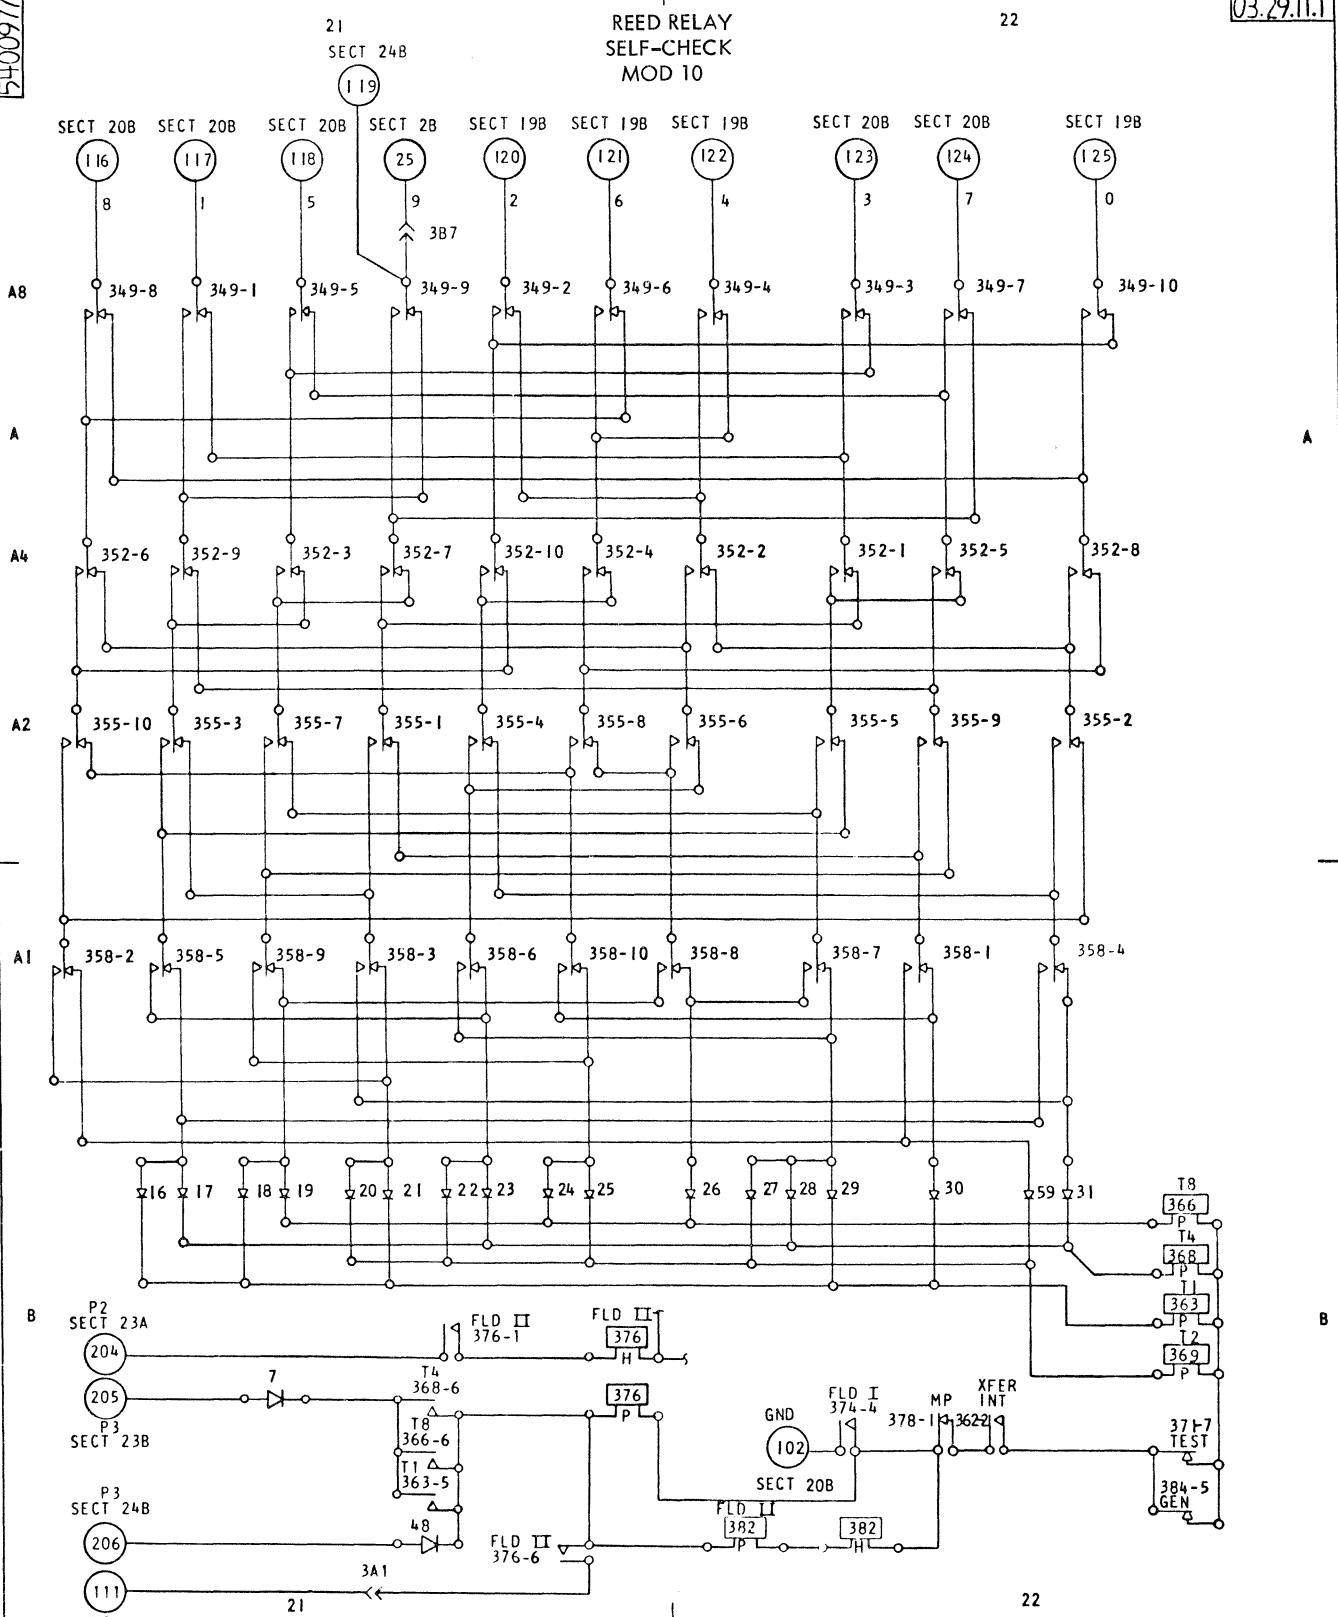 5400977
03.29.11.1
21
REED RELAY
22
SELF-CHECK
MOD 10
SECT 24B
119
SECT 20B SECT 20B SECT 20B SECT 2B SECT 19B SECT 19B SECT 19B SECT 20B SECT 20B SECT 19B
116 117 118 25 120 121 122 123 124 125
8 1 5 9 2 6 4 3 7 0
3B7
A8 349-8 349-1 349-5 349-9 349-2 349-6 349-4 349-3 349-7 349-10
A A
A4 352-6 352-9 352-3 352-7 352-10 352-4 352-2 352-1 352-5 352-8
A2 355-10 355-3 355-7 355-1 355-4 355-8 355-6 355-5 355-9 355-2
A1 358-2 358-5 358-9 358-3 358-6 358-10 358-8 358-7 358-1 358-4
16 17 18 19 20 21 22 23 24 25 26 27 28 29 30 59 31
T8
366
P
T4
368
P
T1
363
P
T2
369
P
B B
P2
SECT 23A
204
FLD II
376-1
FLD II
376
H
205
P3
SECT 23B
7
T4
368-6
T8
366-6
T1
363-5
376
P
GND
102
SECT 20B
FLD I
374-4
MP
378-1
XFER
INT
362-2
371-7
TEST
384-5
GEN
P3
SECT 24B
206
48
FLD II
376-6
FLD II
382
P
382
H
111
3A1
21
22